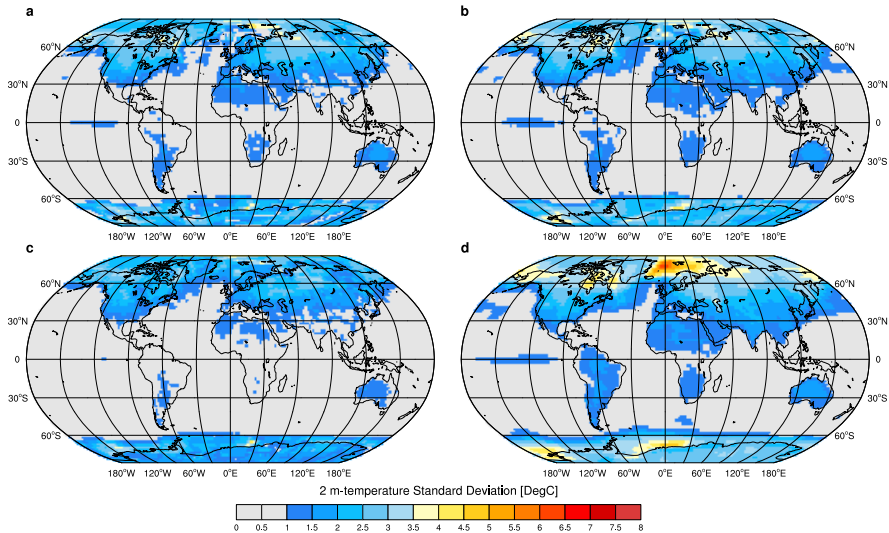 a b
60°N 60°N
30°N 30°N
0 0
30°S 30°S
60°S 60°S
180°W 120°W 60°W 0°E 60°E 120°E 180°E 180°W 120°W 60°W 0°E 60°E 120°E 180°E
c d
60°N 60°N
30°N 30°N
0 0
30°S 30°S
60°S 60°S
180°W 120°W 60°W 0°E 60°E 120°E 180°E 180°W 120°W 60°W 0°E 60°E 120°E 180°E
2 m-temperature Standard Deviation [DegC]
0 0.5 1 1.5 2 2.5 3 3.5 4 4.5 5 5.5 6 6.5 7 7.5 8